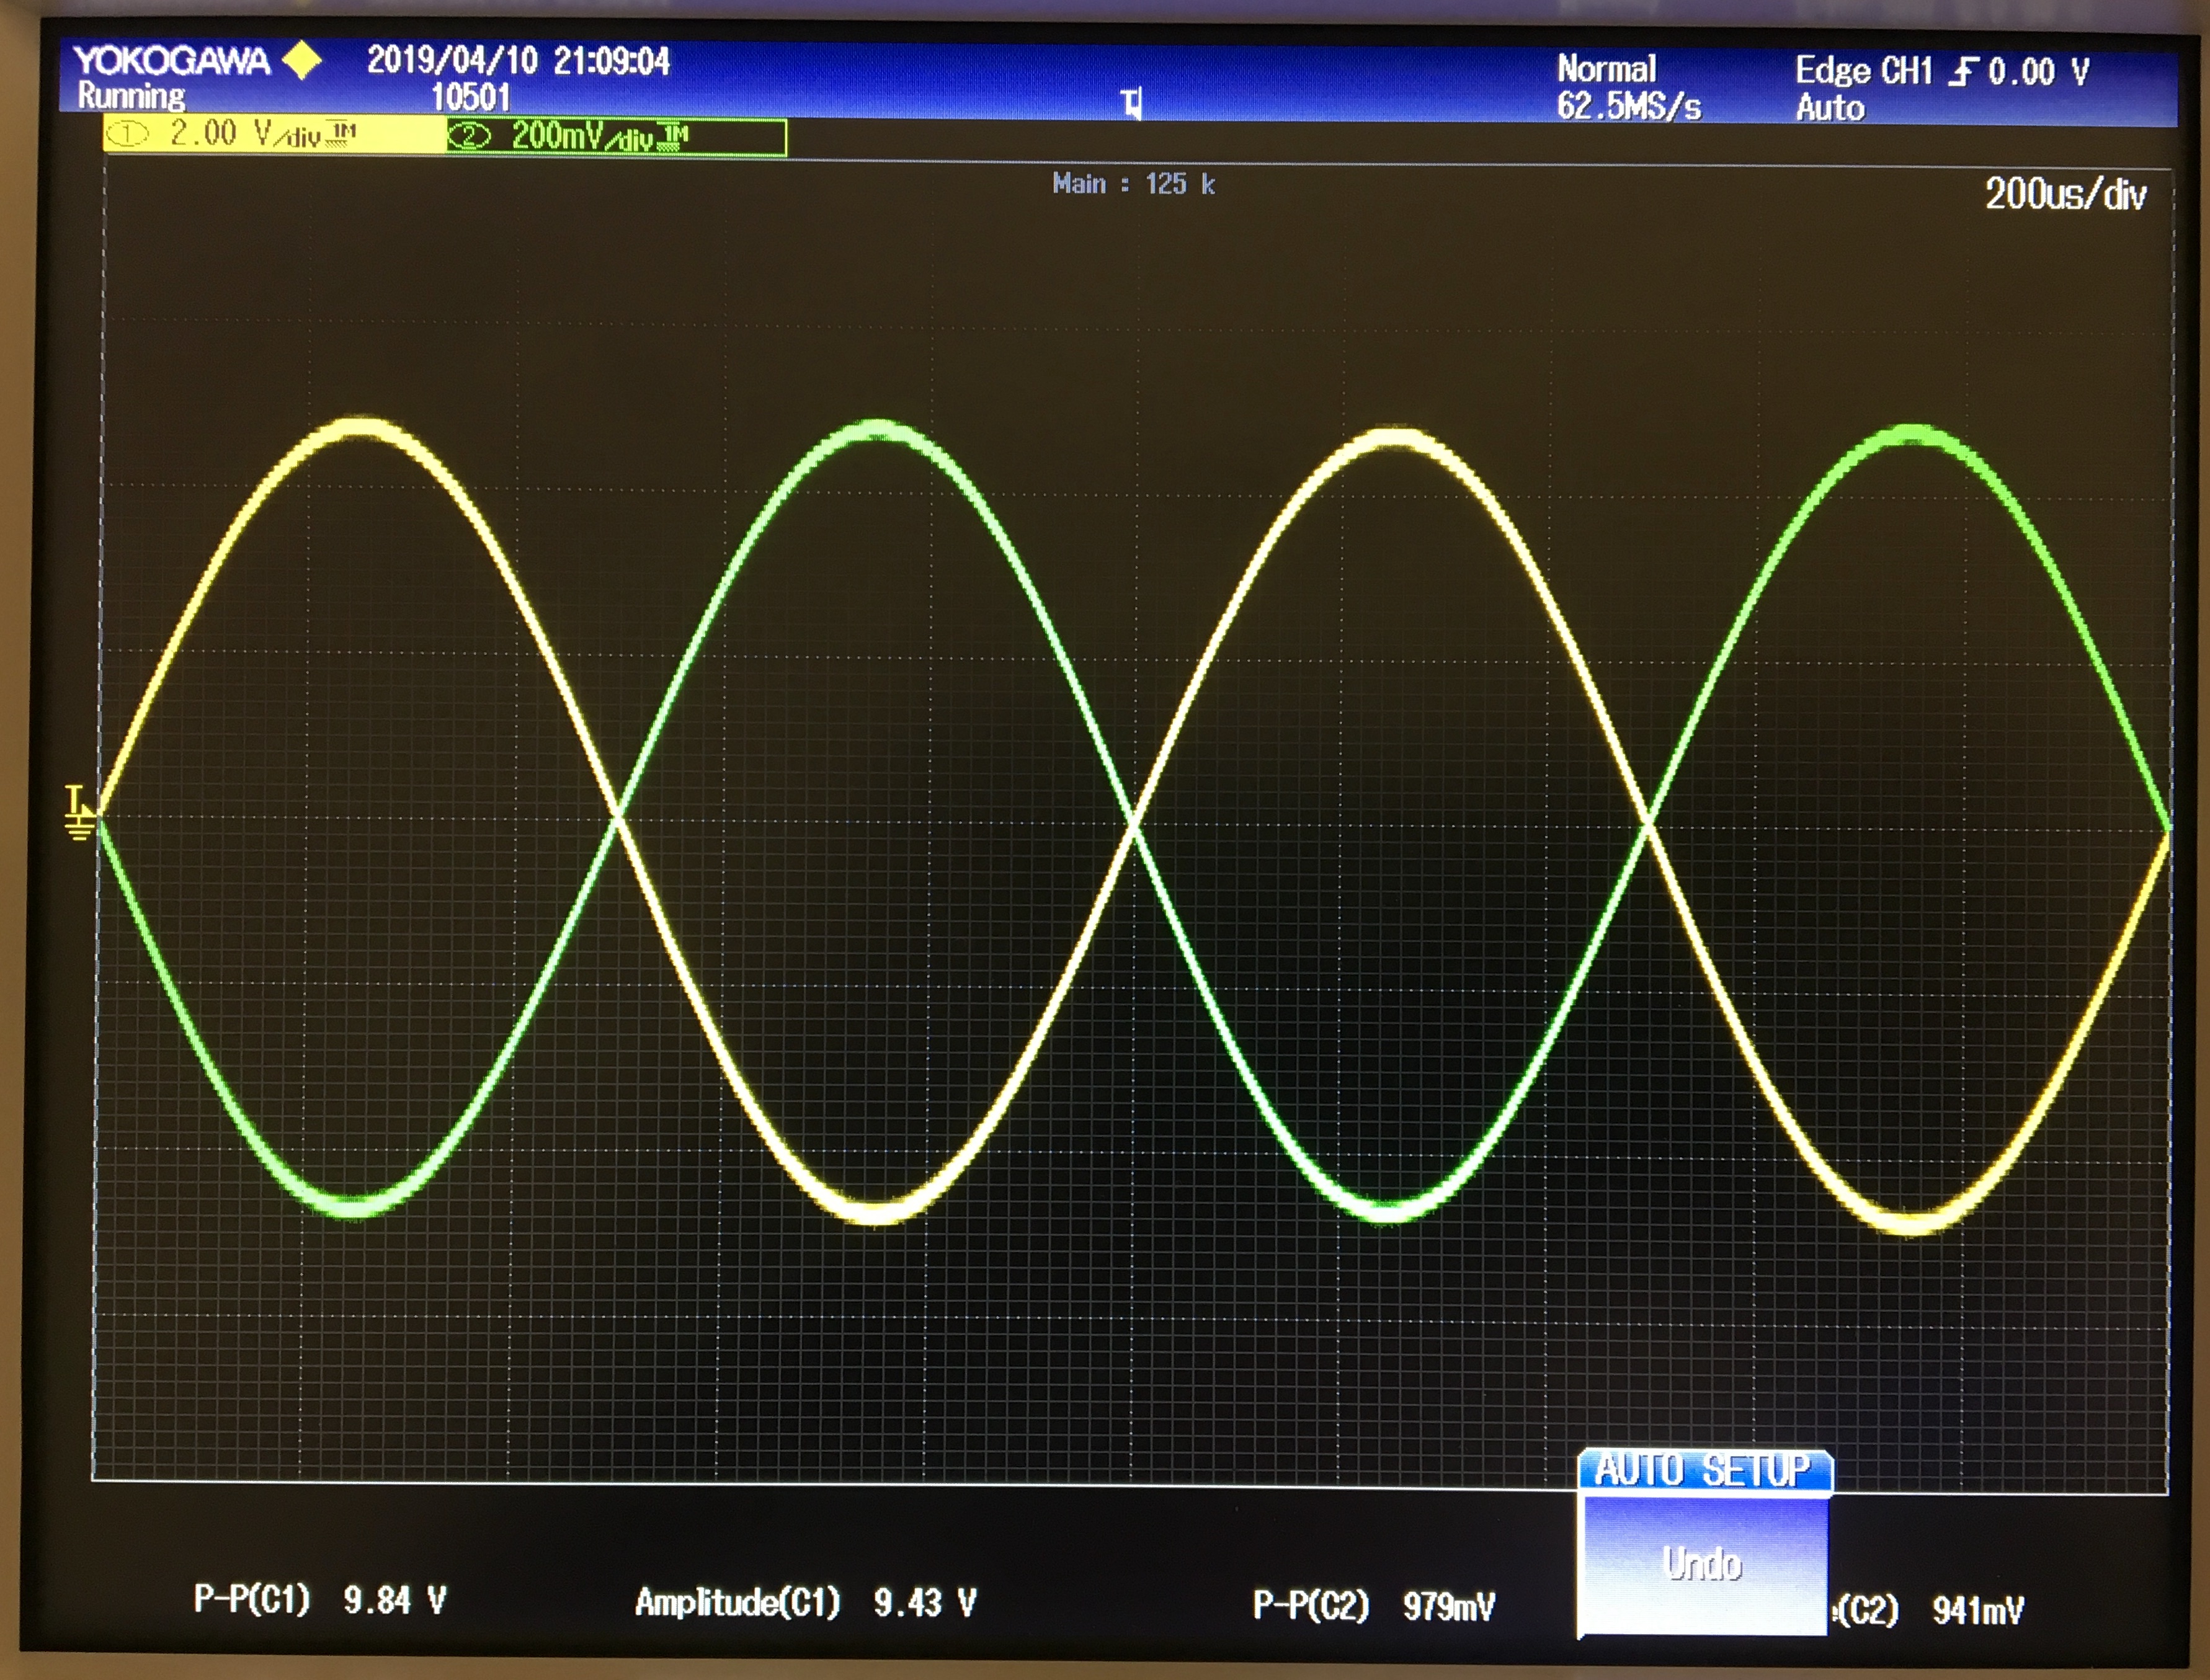 YOKOGAWA 2019/04/10 21:09:04 Normal Edge CH1 0.00 V
Running 10501 T 62.5MS/s Auto
1 2.00 V/div 1M 2 200mV/div 1M
Main : 125 k
200us/div
T
AUTO SETUP
Undo
P-P(C1) 9.84 V Amplitude(C1) 9.43 V P-P(C2) 979mV (C2) 941mV